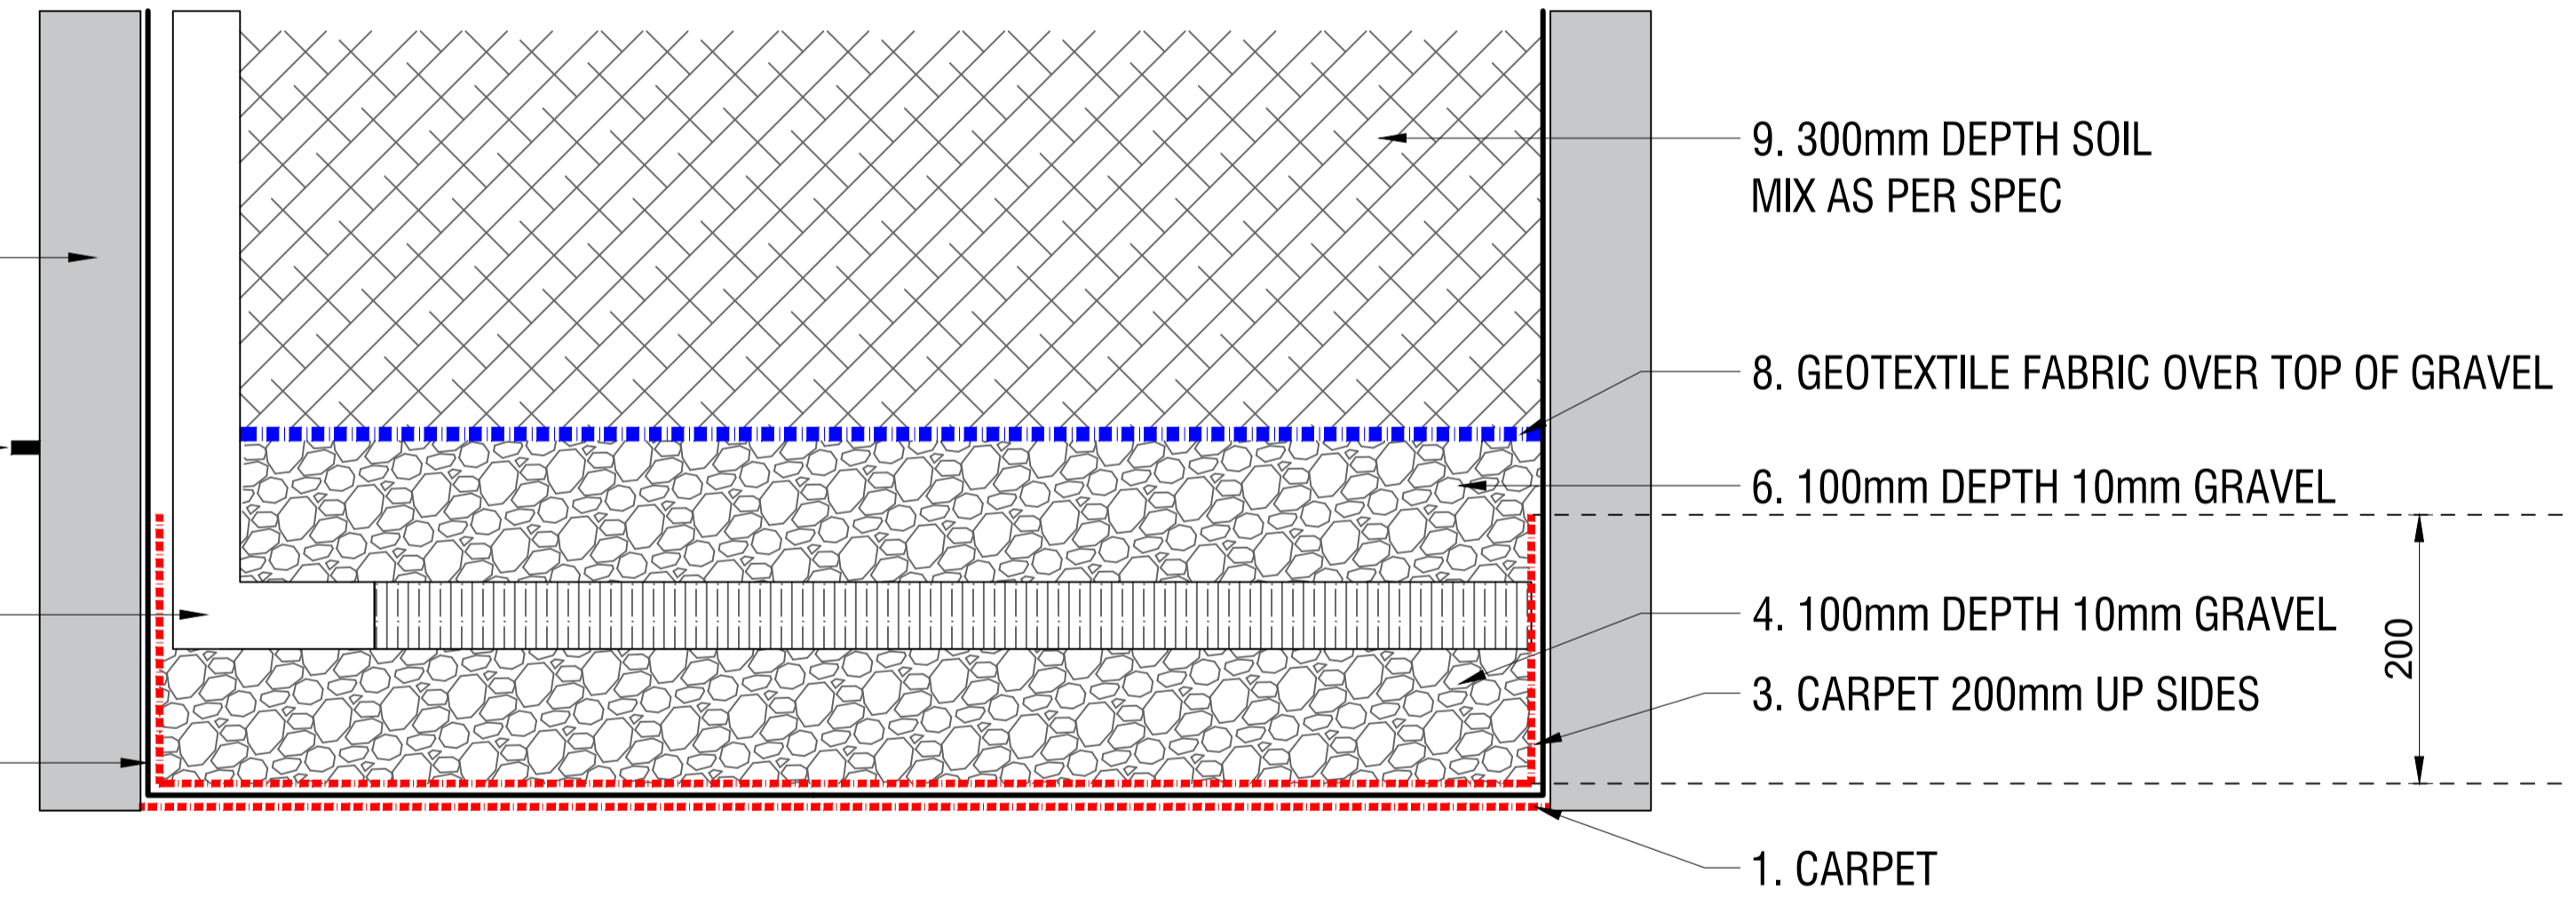 9. 300mm DEPTH SOIL
MIX AS PER SPEC
8. GEOTEXTILE FABRIC OVER TOP OF GRAVEL
6. 100mm DEPTH 10mm GRAVEL
4. 100mm DEPTH 10mm GRAVEL
200
3. CARPET 200mm UP SIDES
1. CARPET